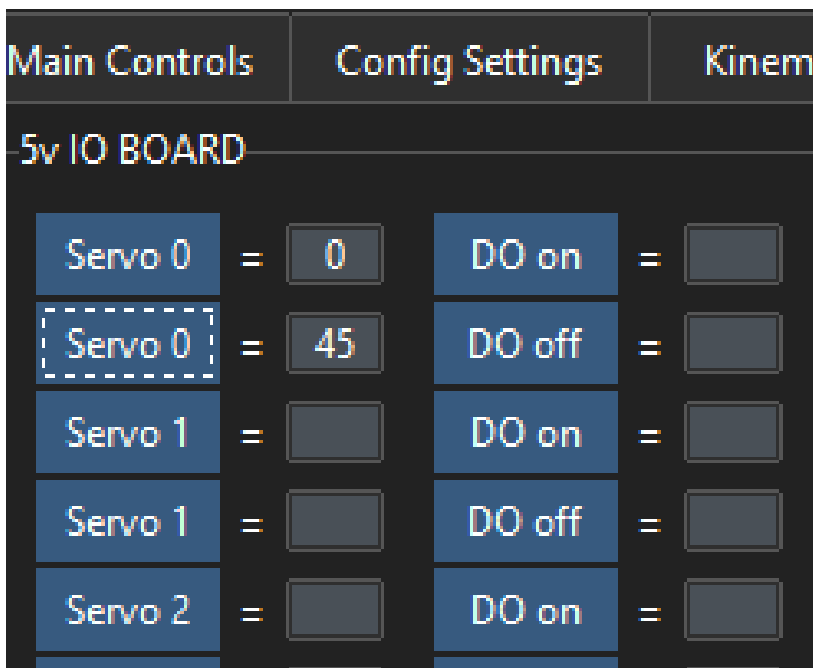 Main Controls Config Settings Kinem
5v IO BOARD
Servo 0 = 0 DO on =
Servo 0 = 45 DO off =
Servo 1 = DO on =
Servo 1 = DO off =
Servo 2 = DO on =